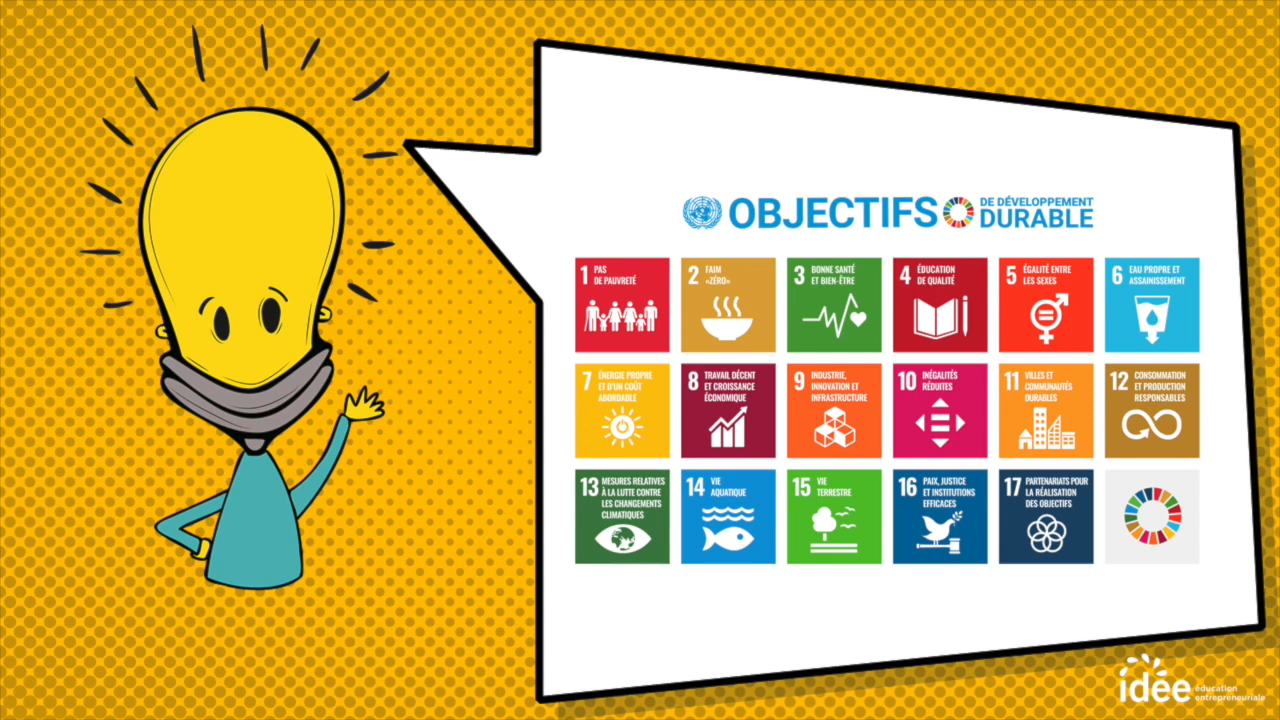 OBJECTIFS
DE DÉVELOPPEMENT
DURABLE
1 PAS
DE PAUVRETÉ
2 FAIM
«ZÉRO»
3 BONNE SANTÉ
ET BIEN-ÊTRE
4 ÉDUCATION
DE QUALITÉ
5 ÉGALITÉ ENTRE
LES SEXES
6 EAU PROPRE ET
ASSAINISSEMENT
7 ÉNERGIE PROPRE
ET D'UN COÛT
ABORDABLE
8 TRAVAIL DÉCENT
ET CROISSANCE
ÉCONOMIQUE
9 INDUSTRIE,
INNOVATION ET
INFRASTRUCTURE
10 INÉGALITÉS
RÉDUITES
11 VILLES ET
COMMUNAUTÉS
DURABLES
12 CONSOMMATION
ET PRODUCTION
RESPONSABLES
13 MESURES RELATIVES
À LA LUTTE CONTRE
LES CHANGEMENTS
CLIMATIQUES
14 VIE
AQUATIQUE
15 VIE
TERRESTRE
16 PAIX, JUSTICE
ET INSTITUTIONS
EFFICACES
17 PARTENARIATS POUR
LA RÉALISATION
DES OBJECTIFS
idée éducation
entrepreneuriale